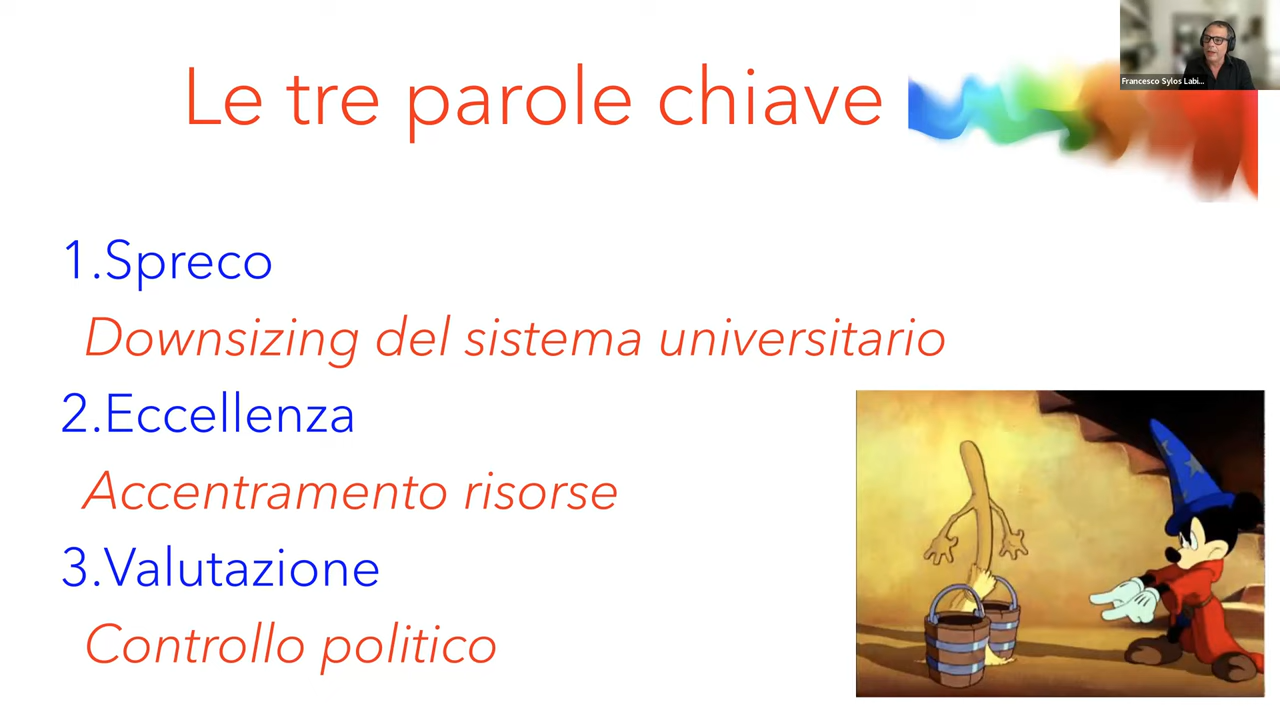 Le tre parole chiave
Francesco Sylos Labi...
1.Spreco
Downsizing del sistema universitario
2.Eccellenza
Accentramento risorse
3.Valutazione
Controllo politico